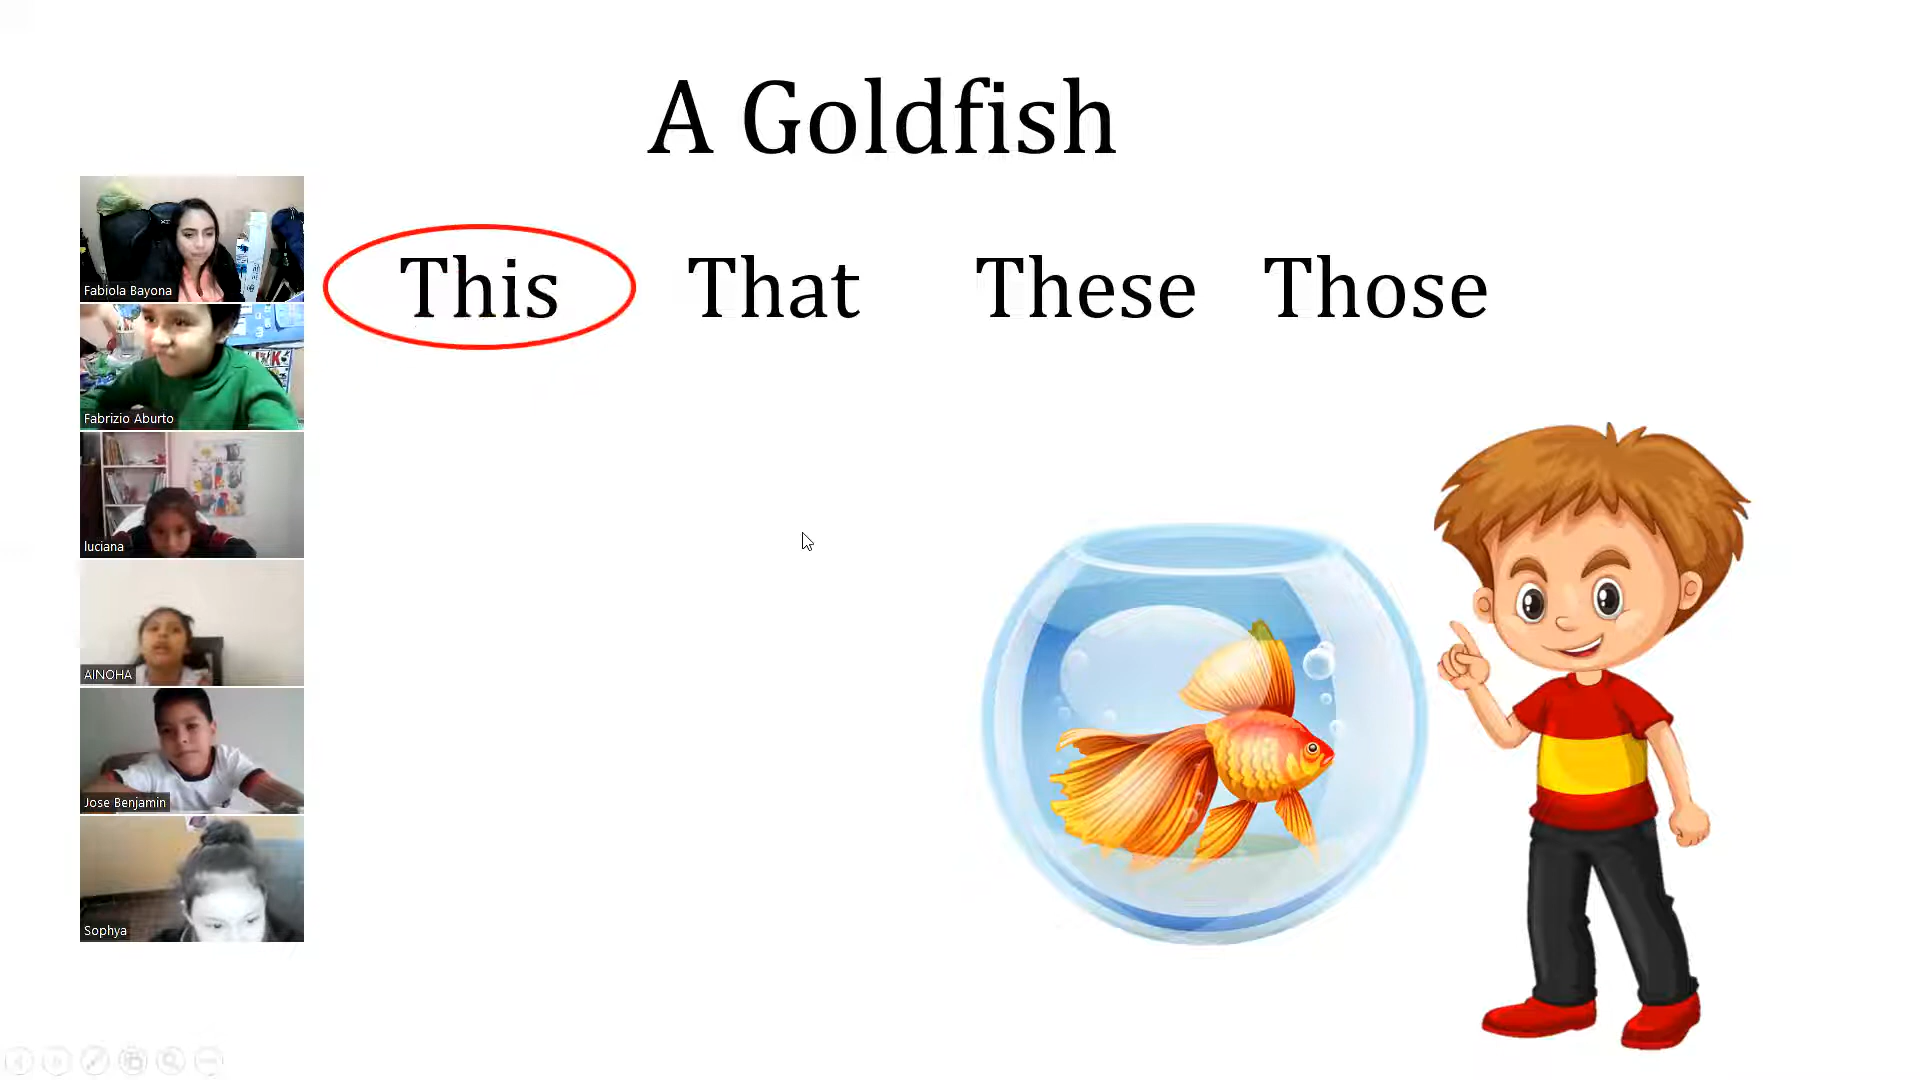 A Goldfish
This That These Those
Fabiola Bayona
Fabrizio Aburto
luciana
AINOHA
Jose Benjamin
Sophya